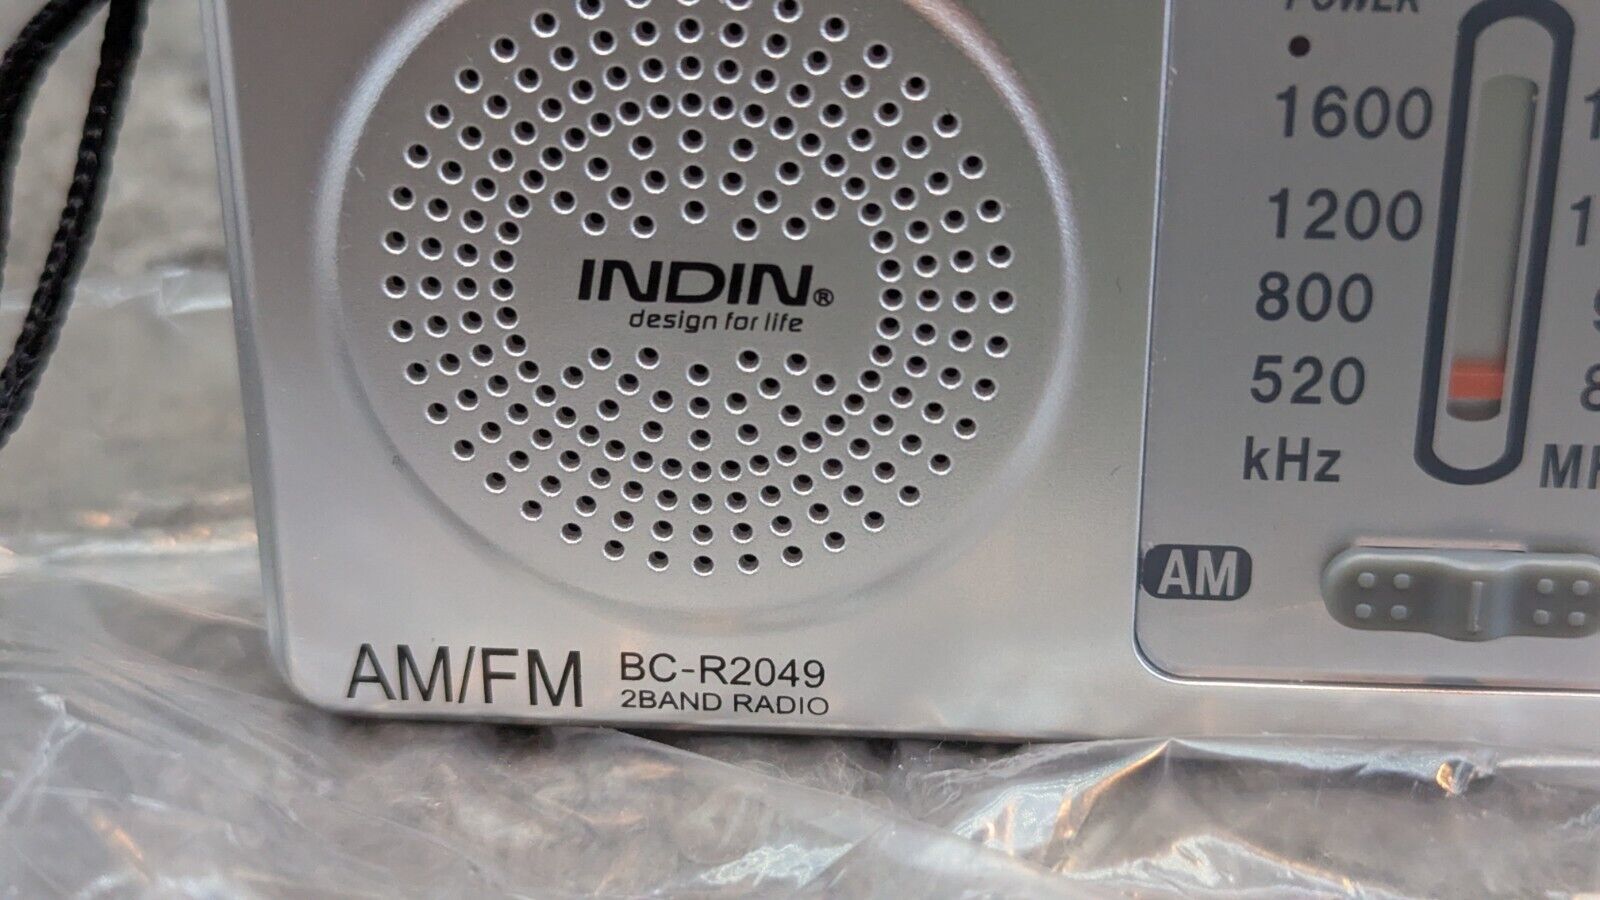 POWER
1600
1200
800
520
kHz
INDIN®
design for life
AM
AM/FM
BC-R2049
2BAND RADIO